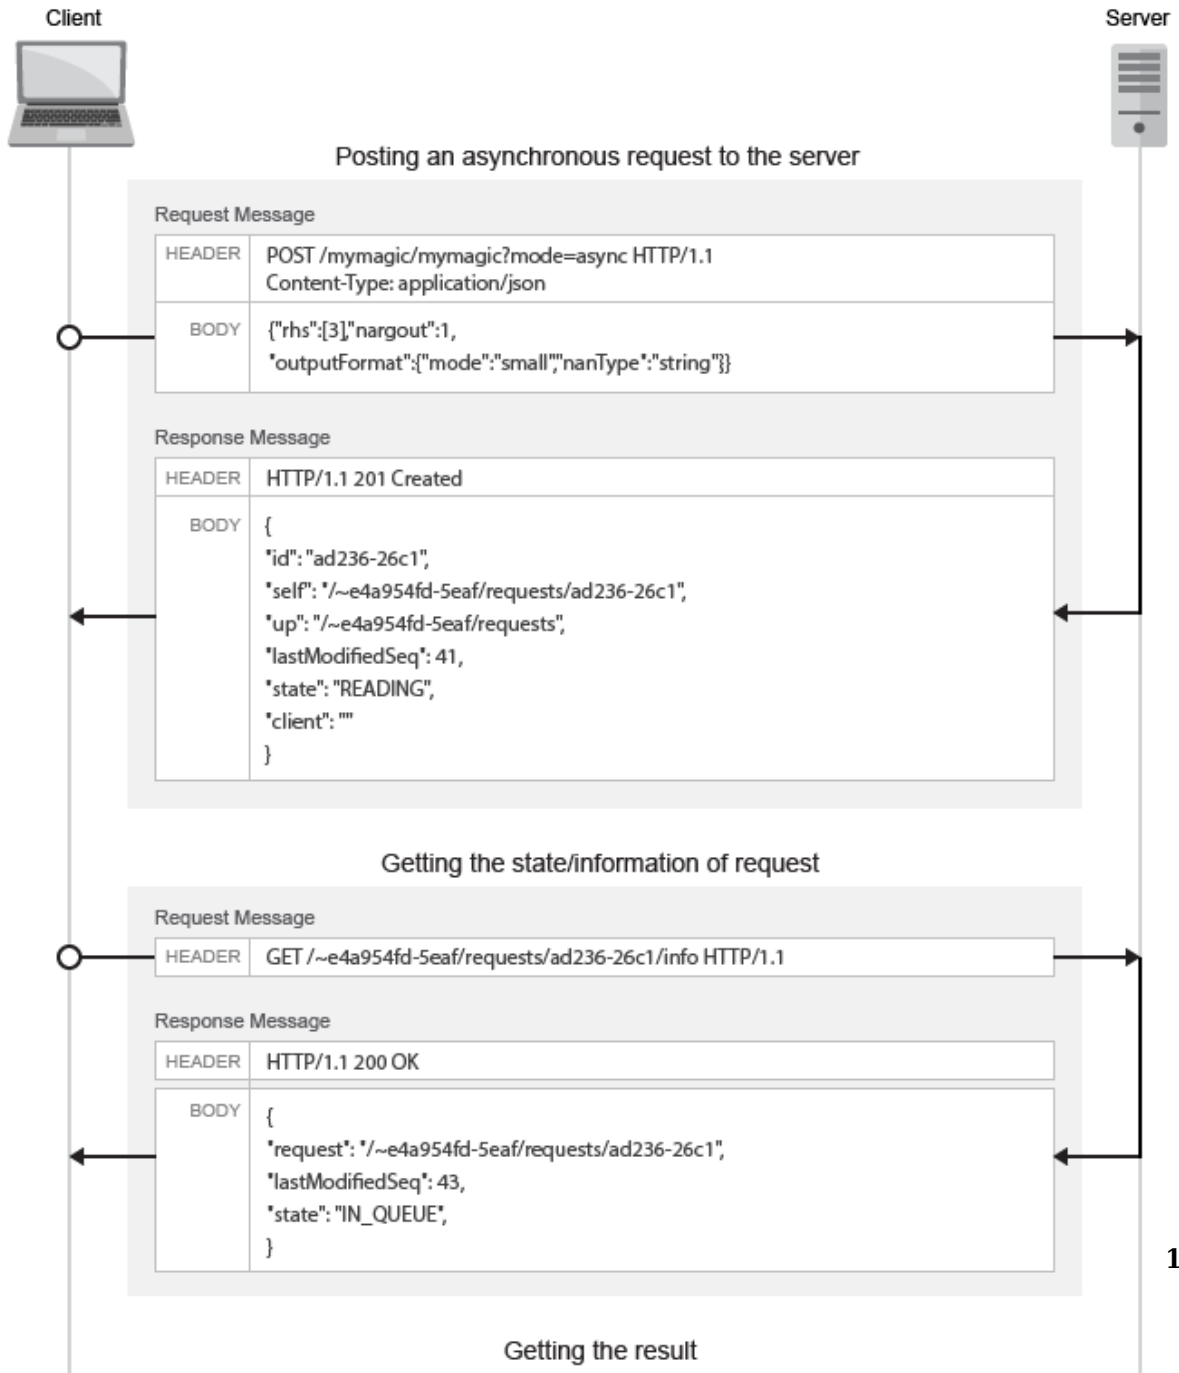 Client
Server
Posting an asynchronous request to the server
Request Message
HEADER
POST /mymagic/mymagic?mode=async HTTP/1.1
Content-Type: application/json
BODY
{"rhs":[3],"nargout":1,
"outputFormat":{"mode":"small","nanType":"string"}}
Response Message
HEADER
HTTP/1.1 201 Created
BODY
{
"id": "ad236-26c1",
"self": "/~e4a954fd-5eaf/requests/ad236-26c1",
"up": "/~e4a954fd-5eaf/requests",
"lastModifiedSeq": 41,
"state": "READING",
"client": ""
}
Getting the state/information of request
Request Message
HEADER
GET /~e4a954fd-5eaf/requests/ad236-26c1/info HTTP/1.1
Response Message
HEADER
HTTP/1.1 200 OK
BODY
{
"request": "/~e4a954fd-5eaf/requests/ad236-26c1",
"lastModifiedSeq": 43,
"state": "IN_QUEUE",
}
1
Getting the result